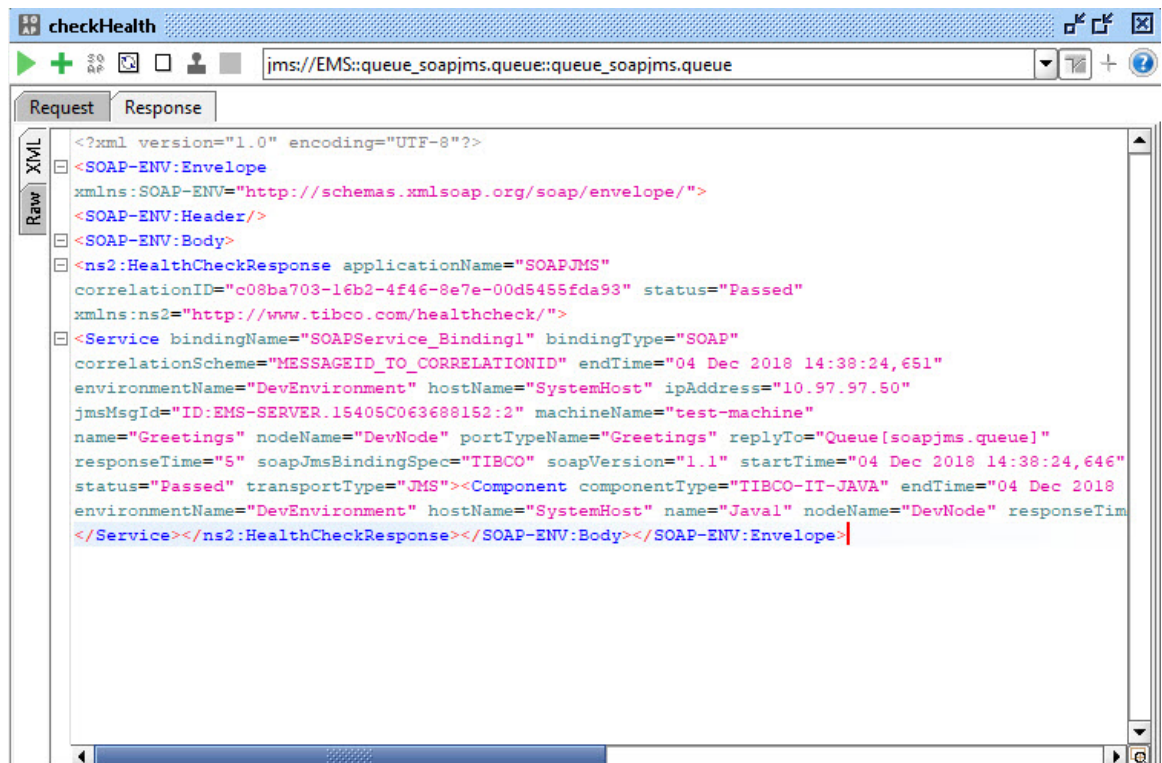 checkHealth
jms://EMS::queue_soapjms.queue::queue_soapjms.queue
Request Response
XML
Raw
<?xml version="1.0" encoding="UTF-8"?>
<SOAP-ENV:Envelope
xmlns:SOAP-ENV="http://schemas.xmlsoap.org/soap/envelope/">
<SOAP-ENV:Header/>
<SOAP-ENV:Body>
<ns2:HealthCheckResponse applicationName="SOAPJMS"
correlationID="c08ba703-16b2-4f46-8e7e-00d5455fda93" status="Passed"
xmlns:ns2="http://www.tibco.com/healthcheck/">
<Service bindingName="SOAPService_Binding1" bindingType="SOAP"
correlationScheme="MESSAGEID_TO_CORRELATIONID" endTime="04 Dec 2018 14:38:24,651"
environmentName="DevEnvironment" hostName="SystemHost" ipAddress="10.97.97.50"
jmsMsgId="ID:EMS-SERVER.15405C063688152:2" machineName="test-machine"
name="Greetings" nodeName="DevNode" portTypeName="Greetings" replyTo="Queue[soapjms.queue]"
responseTime="5" soapJmsBindingSpec="TIBCO" soapVersion="1.1" startTime="04 Dec 2018 14:38:24,646"
status="Passed" transportType="JMS"><Component componentType="TIBCO-IT-JAVA" endTime="04 Dec 2018
environmentName="DevEnvironment" hostName="SystemHost" name="Java1" nodeName="DevNode" responseTim
</Service></ns2:HealthCheckResponse></SOAP-ENV:Body></SOAP-ENV:Envelope>